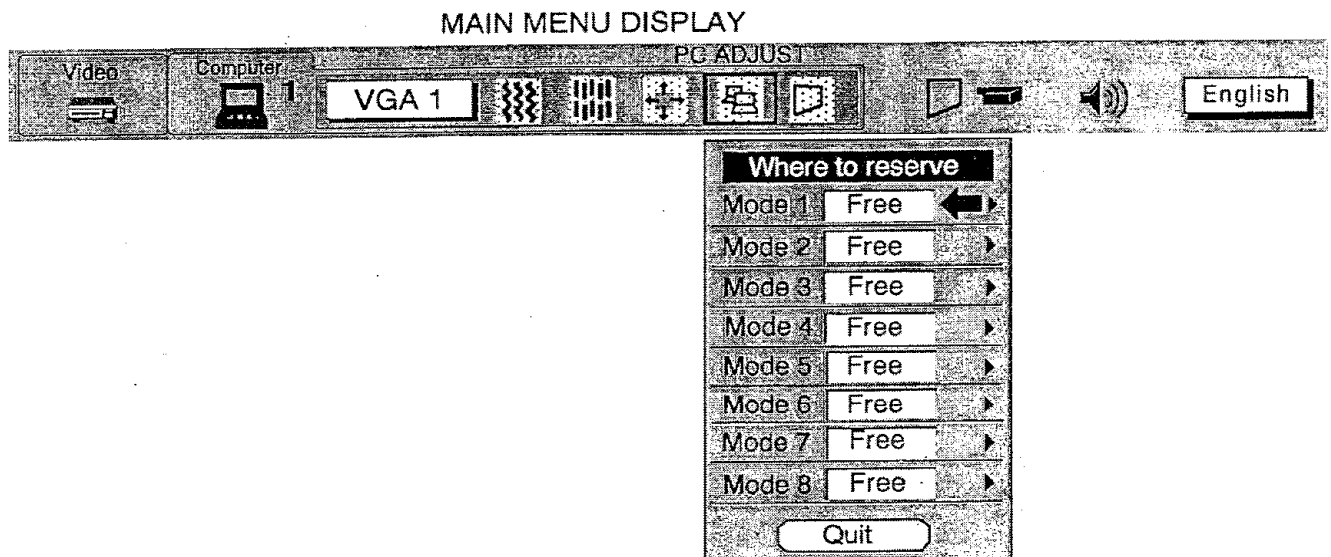 MAIN MENU DISPLAY
PC ADJUST
Video
Computer
1
VGA 1
English
Where to reserve
Mode 1 Free
Mode 2 Free
Mode 3 Free
Mode 4 Free
Mode 5 Free
Mode 6 Free
Mode 7 Free
Mode 8 Free
Quit